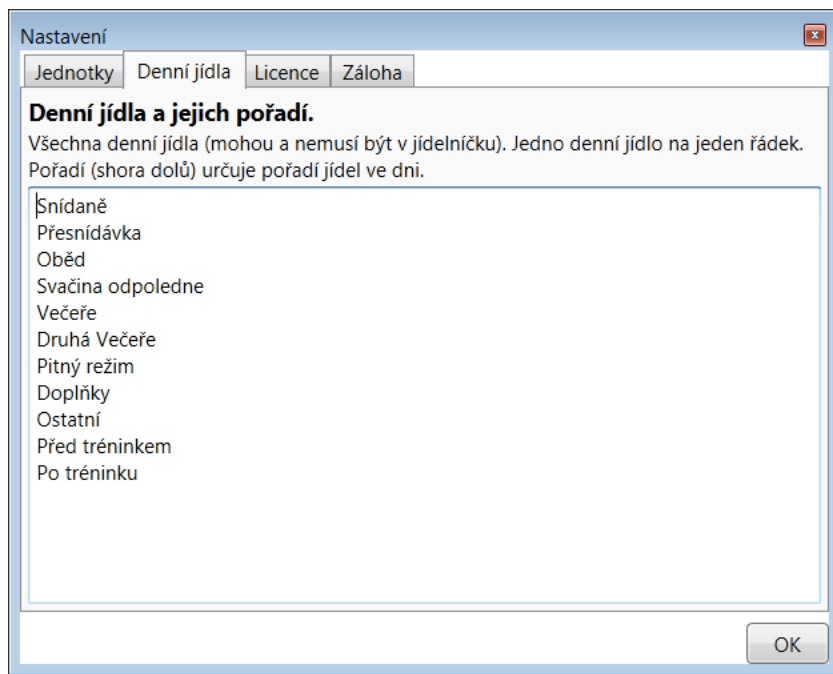 Nastavení
Jednotky
Denní jídla
Licence
Záloha
Denní jídla a jejich pořadí.
Všechna denní jídla (mohou a nemusí být v jídelníčku). Jedno denní jídlo na jeden řádek.
Pořadí (shora dolů) určuje pořadí jídel ve dni.
Snídaně
Přesnídávka
Oběd
Svačina odpoledne
Večeře
Druhá Večeře
Pitný režim
Doplňky
Ostatní
Před tréninkem
Po tréninku
OK